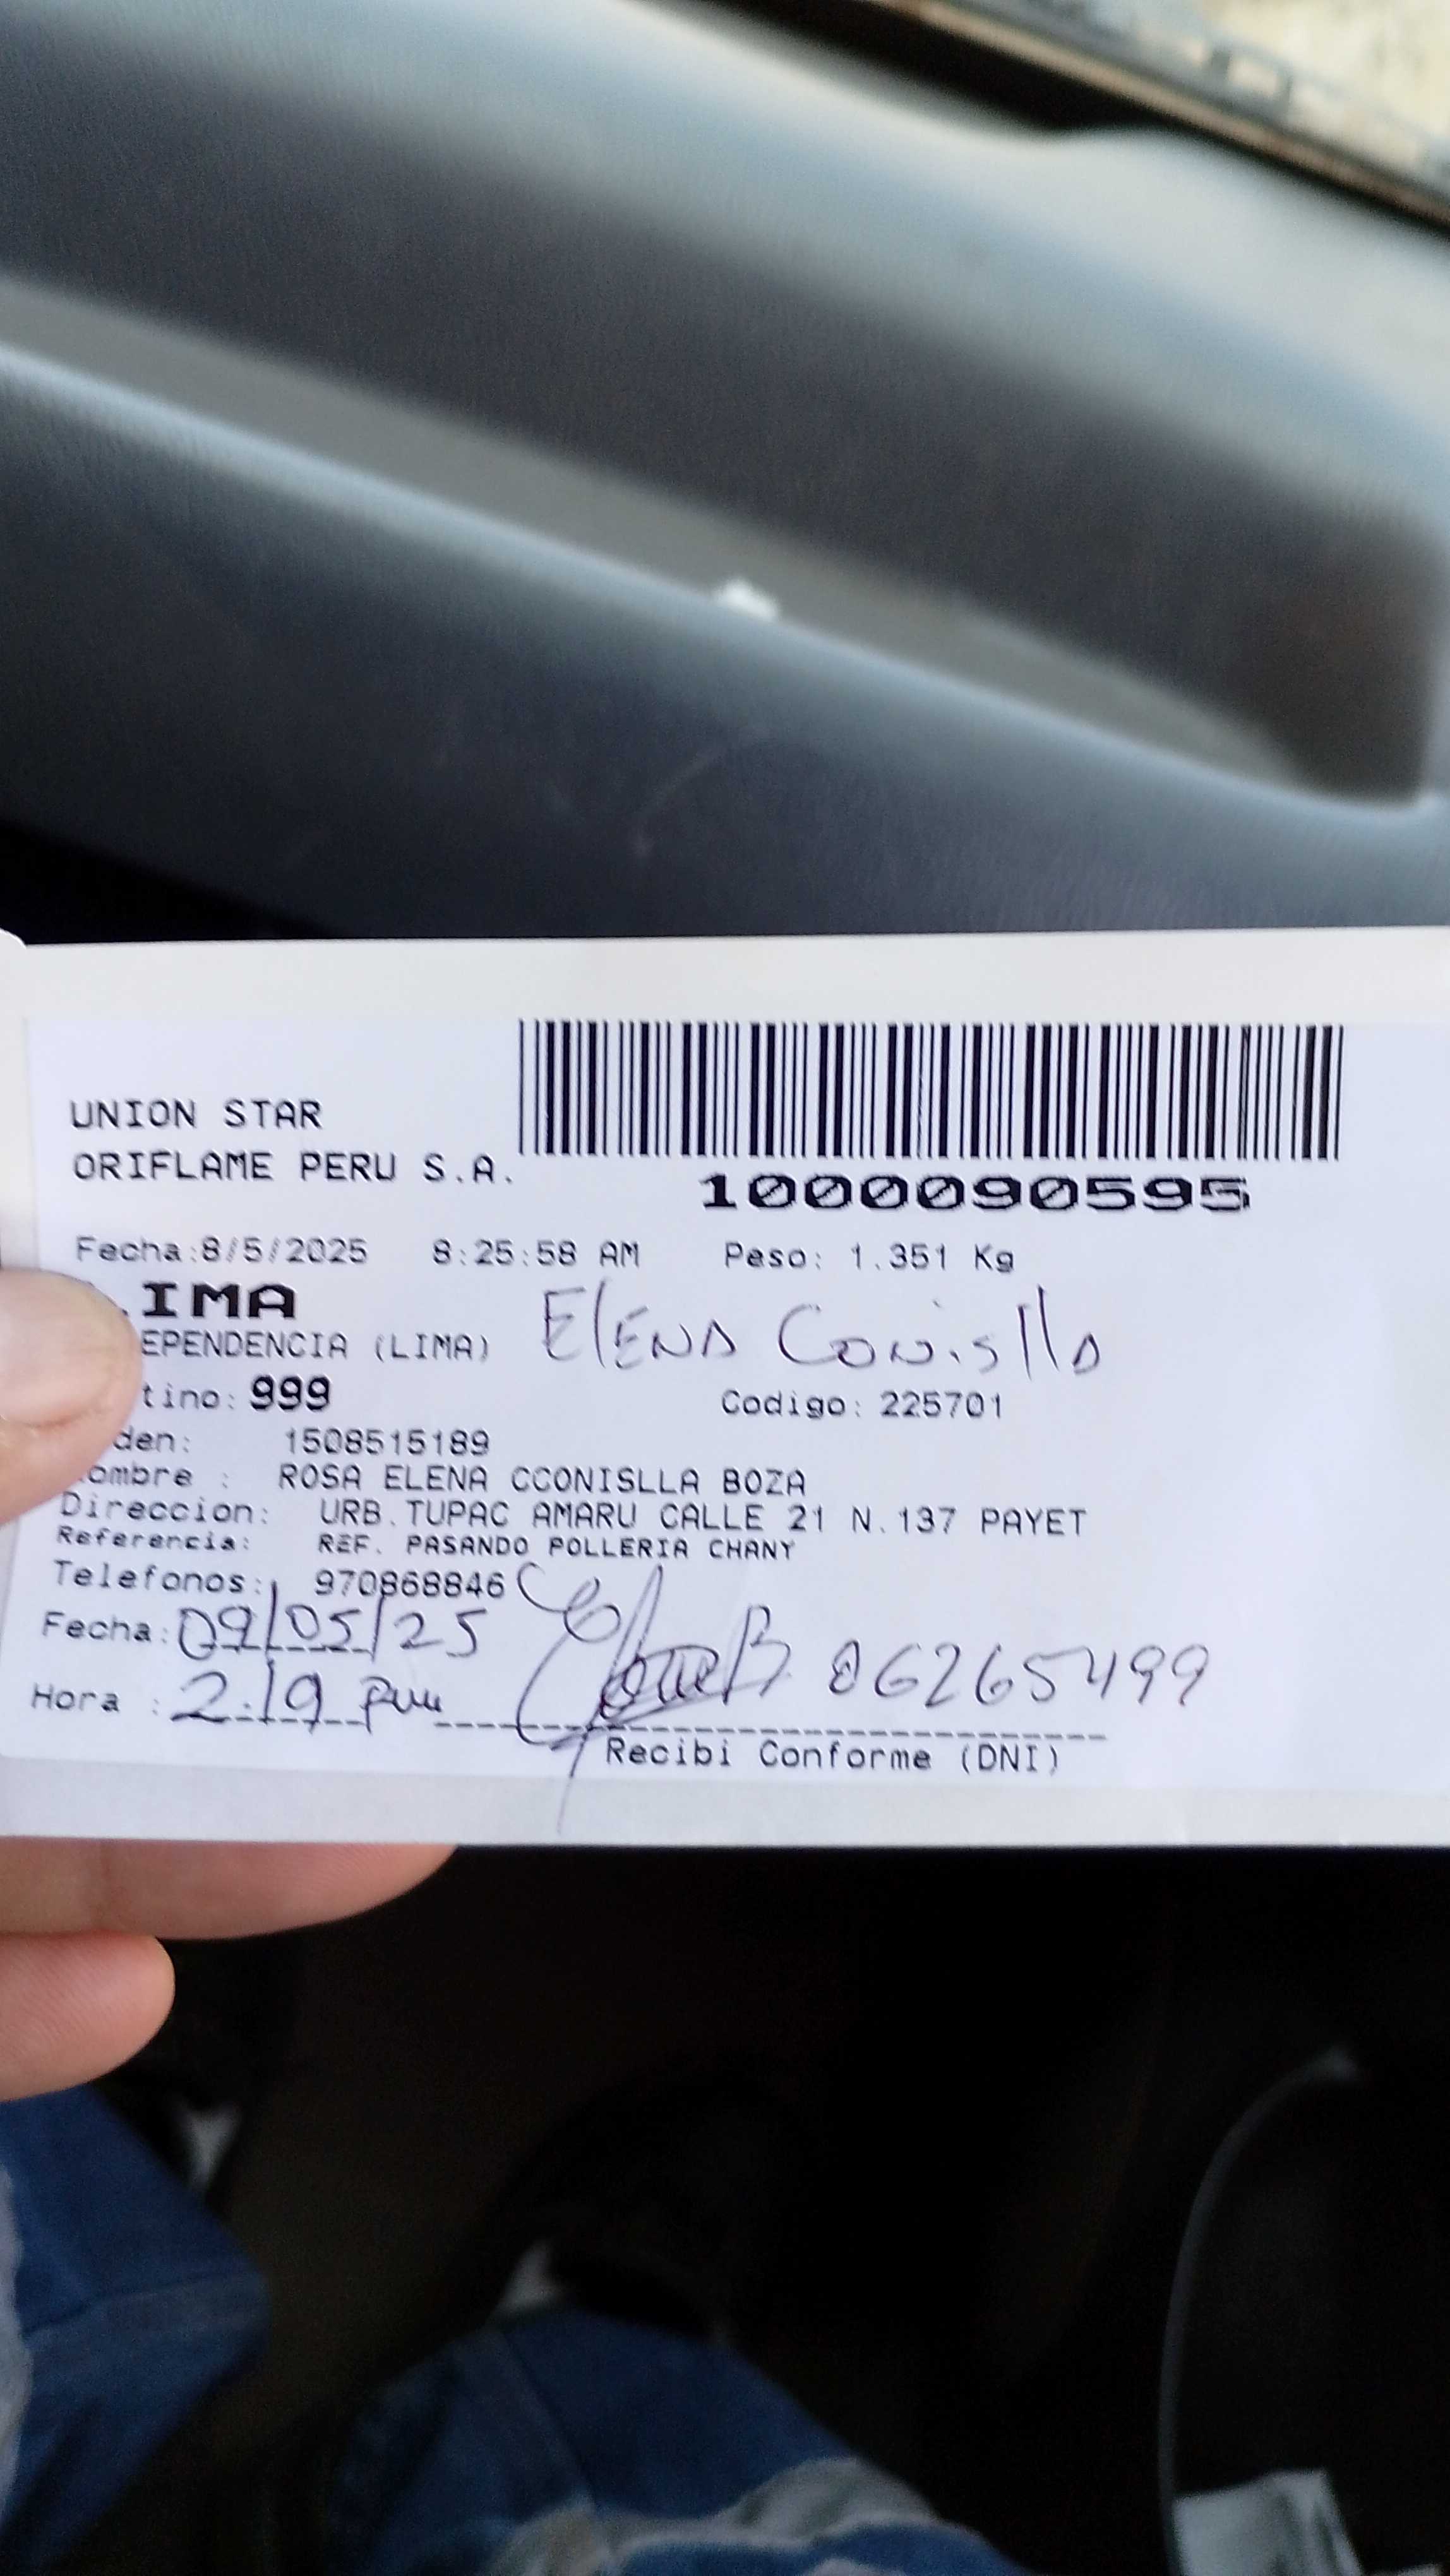 UNION STAR
ORIFLAME PERU S.A.
1000090595
Fecha:8/5/2025 8:25:58 AM Peso: 1.351 Kg
LIMA
EPENDENCIA (LIMA) ElENA Conislla
tino: 999 Codigo: 225701
den: 1508515189
ombre : ROSA ELENA CCONISLLA BOZA
Direccion: URB.TUPAC AMARU CALLE 21 N.137 PAYET
Referencia: REF. PASANDO POLLERIA CHANY
Telefonos: 970868846
Fecha: 09/05/25
Hora : 2:19 pm 06265499
Recibi Conforme (DNI)